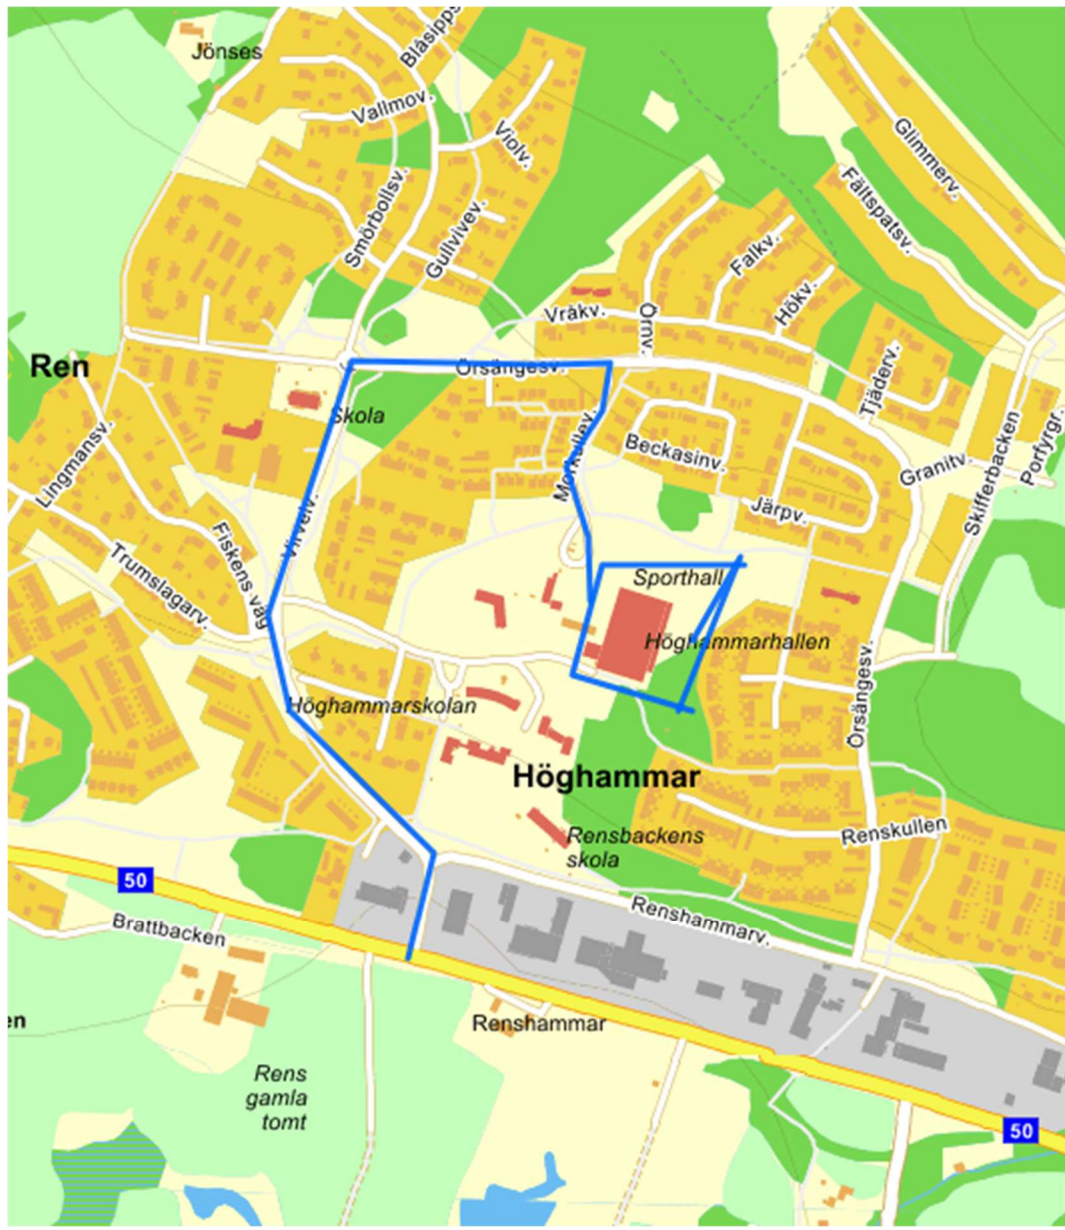 Blåsipps
Jönses
Vallmov.
Violv.
Glimmerv.
Fältspatsv.
Smörbollsv.
Gullvivev.
Falkv.
Hökv.
Vråkv.
Örnv.
Ren
Örsängesv.
Tjäderv.
Skola
Morkullev.
Beckasinv.
Lingmansv.
Granitv.
Skifferbacken
Porfyrgr.
Järpv.
Virvelv.
Fiskens väg
Trumslagarv.
Sporthall
Höghammarhallen
Örsängesv.
Höghammarskolan
Höghammar
Renskullen
Rensbackens
skola
50
Brattbacken
Renshammarv.
en
Renshammar
Rens
gamla
tomt
50